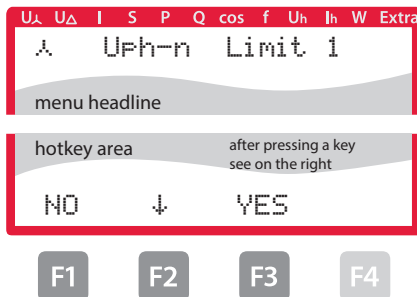 U⅄ U△ I S P Q cos f Uh Ih W Extra
⅄ Uph-n Limit 1
menu headline
hotkey area
after pressing a key
see on the right
NO ↓ YES
F1 F2 F3 F4